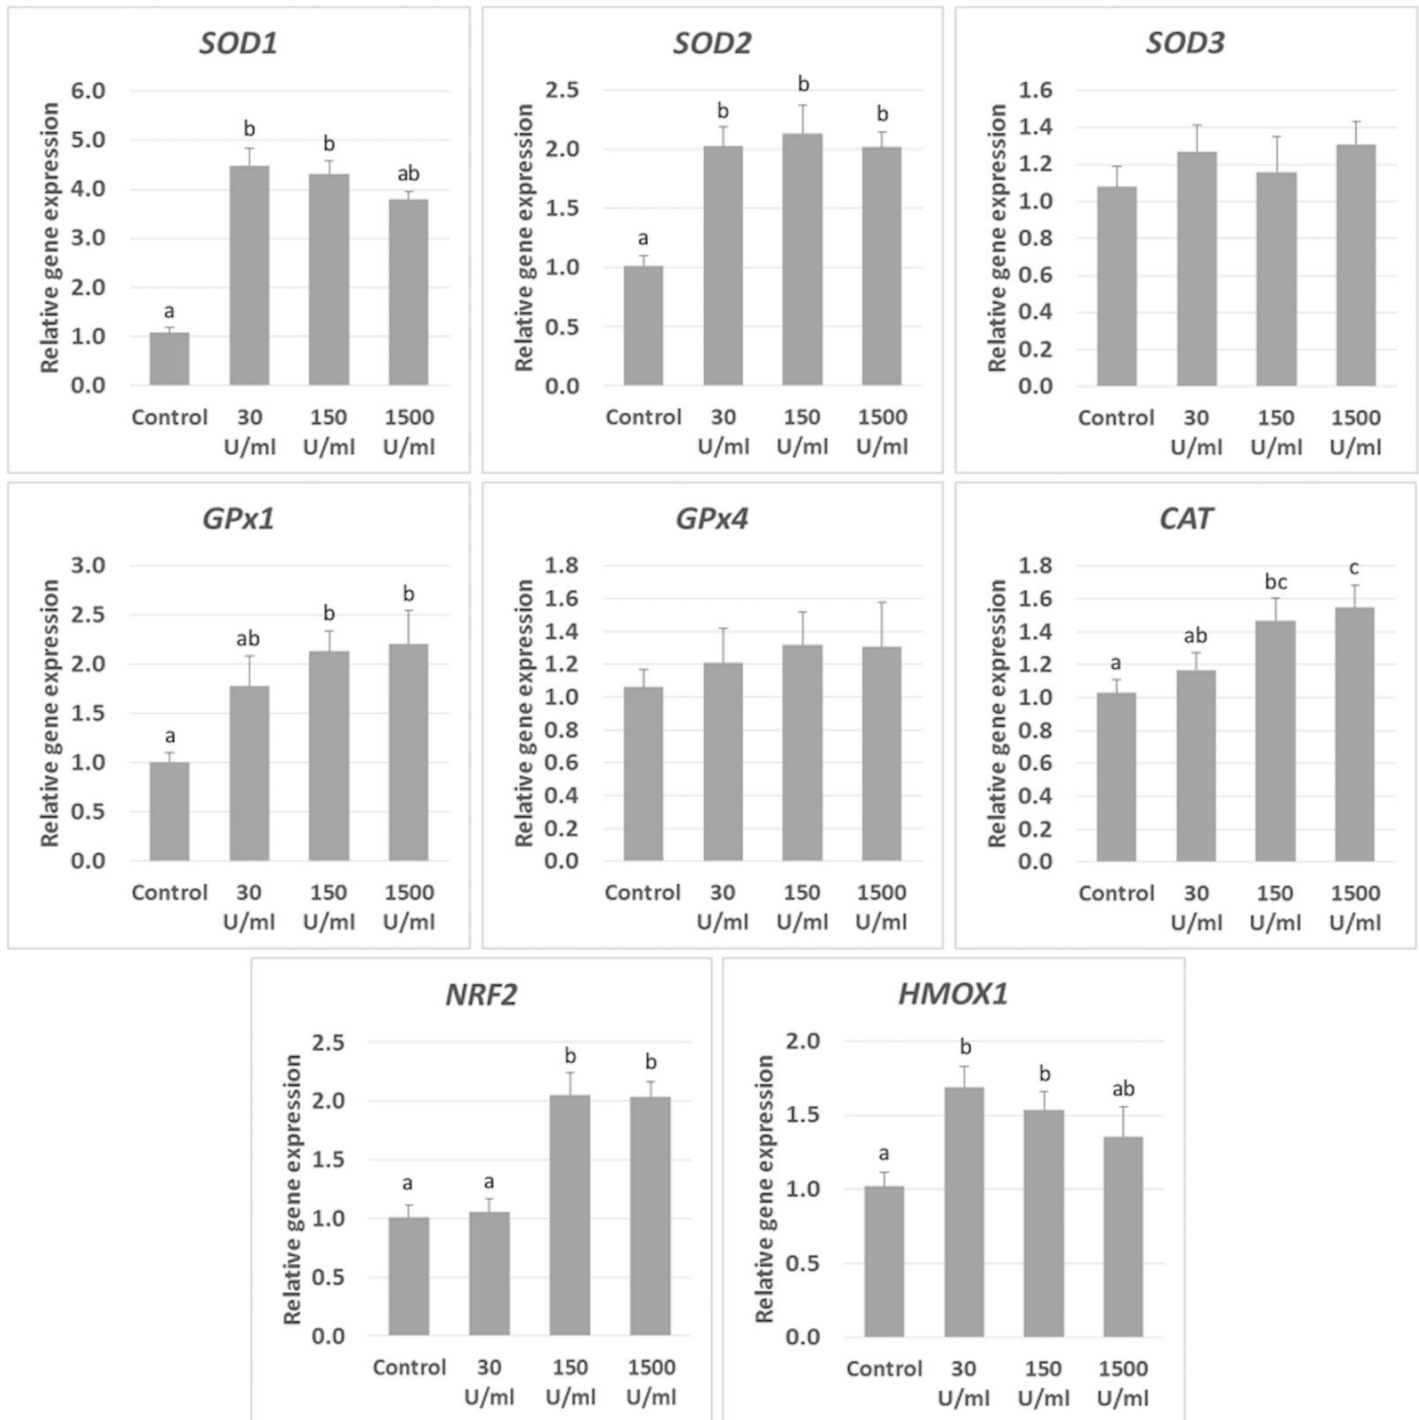 SOD1
Relative gene expression
6.0
5.0
4.0
3.0
2.0
1.0
0.0
a
b
b
ab
Control 30 150 1500
U/ml U/ml U/ml
SOD2
Relative gene expression
2.5
2.0
1.5
1.0
0.5
0.0
a
b
b
b
Control 30 150 1500
U/ml U/ml U/ml
SOD3
Relative gene expression
1.6
1.4
1.2
1.0
0.8
0.6
0.4
0.2
0.0
Control 30 150 1500
U/ml U/ml U/ml
GPx1
Relative gene expression
3.0
2.5
2.0
1.5
1.0
0.5
0.0
a
ab
b
b
Control 30 150 1500
U/ml U/ml U/ml
GPx4
Relative gene expression
1.8
1.6
1.4
1.2
1.0
0.8
0.6
0.4
0.2
0.0
Control 30 150 1500
U/ml U/ml U/ml
CAT
Relative gene expression
1.8
1.6
1.4
1.2
1.0
0.8
0.6
0.4
0.2
0.0
a
ab
bc
c
Control 30 150 1500
U/ml U/ml U/ml
NRF2
Relative gene expression
2.5
2.0
1.5
1.0
0.5
0.0
a
a
b
b
Control 30 150 1500
U/ml U/ml U/ml
HMOX1
Relative gene expression
2.0
1.5
1.0
0.5
0.0
a
b
b
ab
Control 30 150 1500
U/ml U/ml U/ml